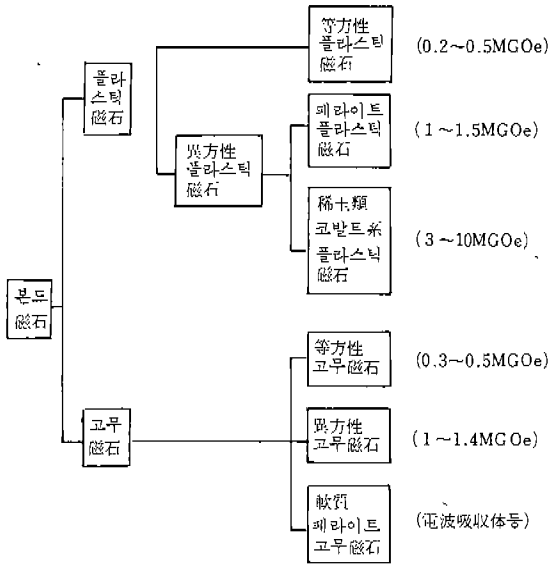 等方性
플라스틱
磁石
(0.2~0.5MGOe)
플라
스틱
磁石
페라이트
플라스틱
磁石
(1~1.5MGOe)
異方性
플라스틱
磁石
稀土類
코발트系
플라스틱
磁石
(3~10MGOe)
본드
磁石
等方性
고무磁石
(0.3~0.5MGOe)
고무
磁石
異方性
고무磁石
(1~1.4MGOe)
軟質
페라이트
고무磁石
(電波吸収体등)